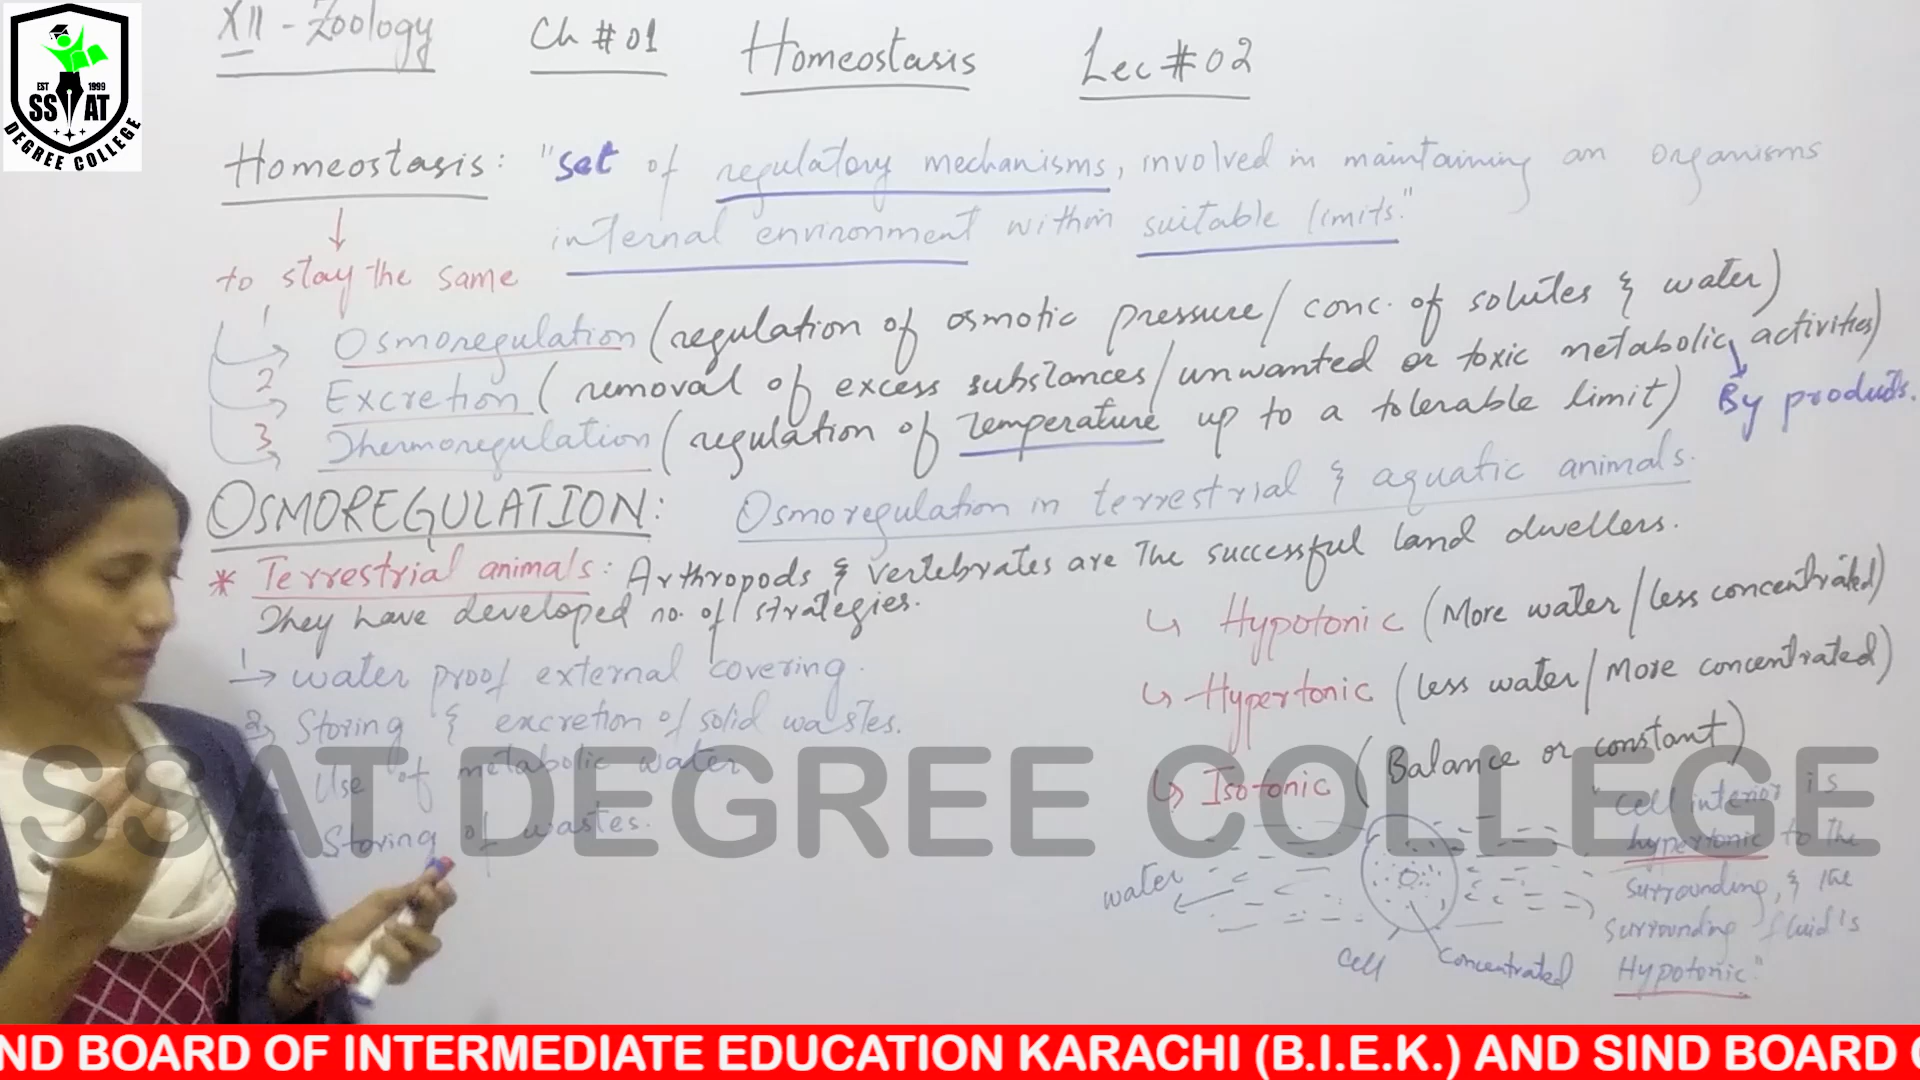 XII - Zoology Ch # 01 Homeostasis Lec # 02
EST 1999
SSAT
DEGREE COLLEGE
Homeostasis: "Set of regulatory mechanisms, involved in maintaining an organisms
internal environment within suitable limits."
to stay the same
1 Osmoregulation (regulation of osmotic pressure/ conc. of solutes & water)
2 Excretion (removal of excess substances/unwanted or toxic metabolic activities)
By products.
3 Thermoregulation (regulation of Temperature up to a tolerable limit)
OSMOREGULATION: Osmoregulation in terrestrial & aquatic animals.
* Terrestrial animals: Arthropods & vertebrates are The successful land dwellers.
They have developed no. of strategies.
1→ water proof external covering.
2→ Storing & excretion of solid wastes.
Use of metabolic water
Storing of wastes.
↳ Hypotonic (More water/less concentrated)
↳ Hypertonic (less water/More concentrated)
↳ Isotonic (Balance or constant)
"cell interior is
hypertonic to the
surrounding, & the
surrounding fluid is
Hypotonic."
water
Cell
Concentrated
SSAT DEGREE COLLEGE
ND BOARD OF INTERMEDIATE EDUCATION KARACHI (B.I.E.K.) AND SIND BOARD